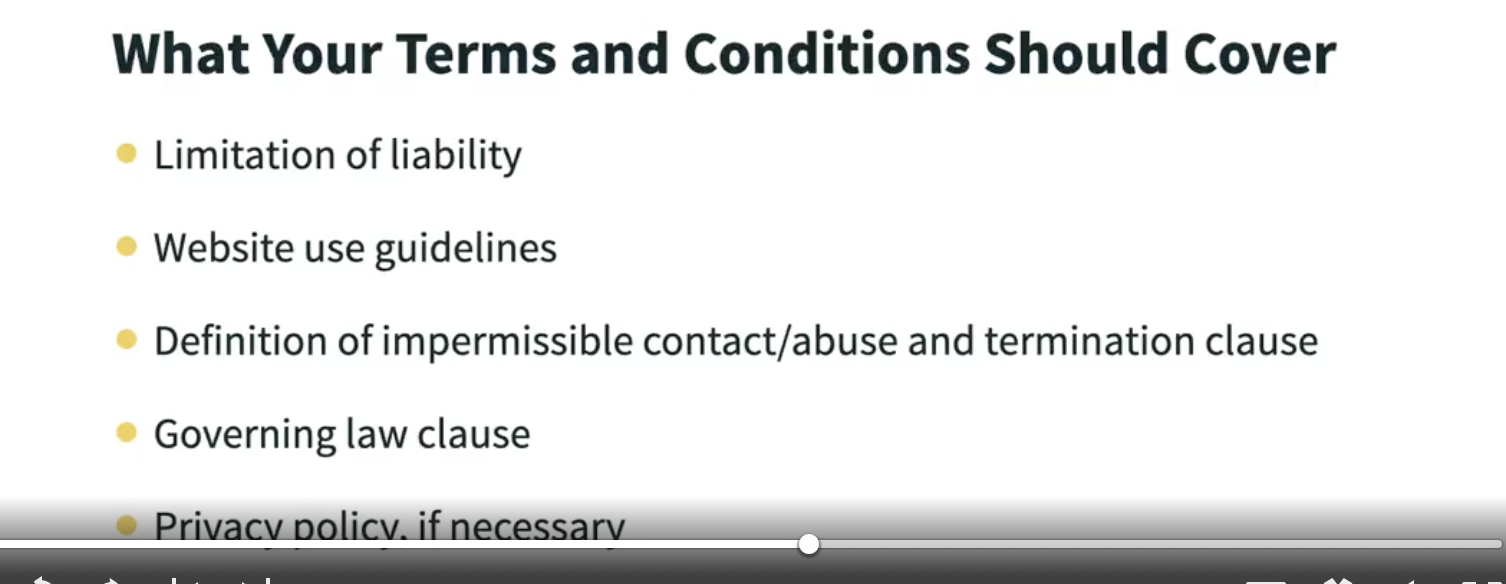 What Your Terms and Conditions Should Cover
Limitation of liability
Website use guidelines
Definition of impermissible contact/abuse and termination clause
Governing law clause
Privacy policy, if necessary